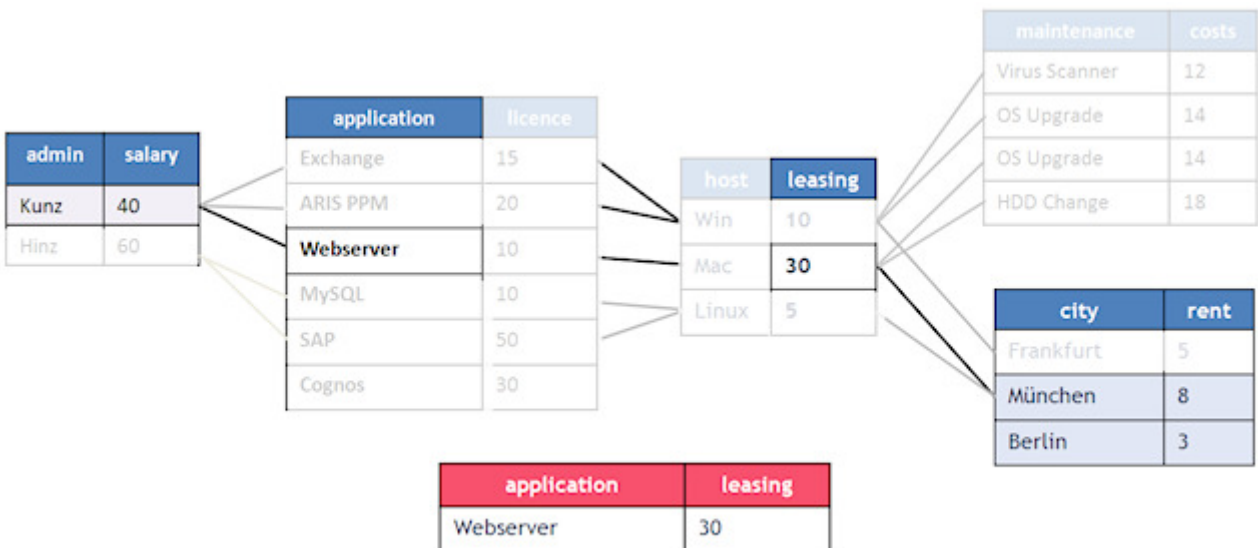 maintenance costs
Virus Scanner 12
OS Upgrade 14
OS Upgrade 14
HDD Change 18
application licence
Exchange 15
ARIS PPM 20
Webserver 10
MySQL 10
SAP 50
Cognos 30
admin salary
Kunz 40
Hinz 60
host leasing
Win 10
Mac 30
Linux 5
city rent
Frankfurt 5
München 8
Berlin 3
application leasing
Webserver 30